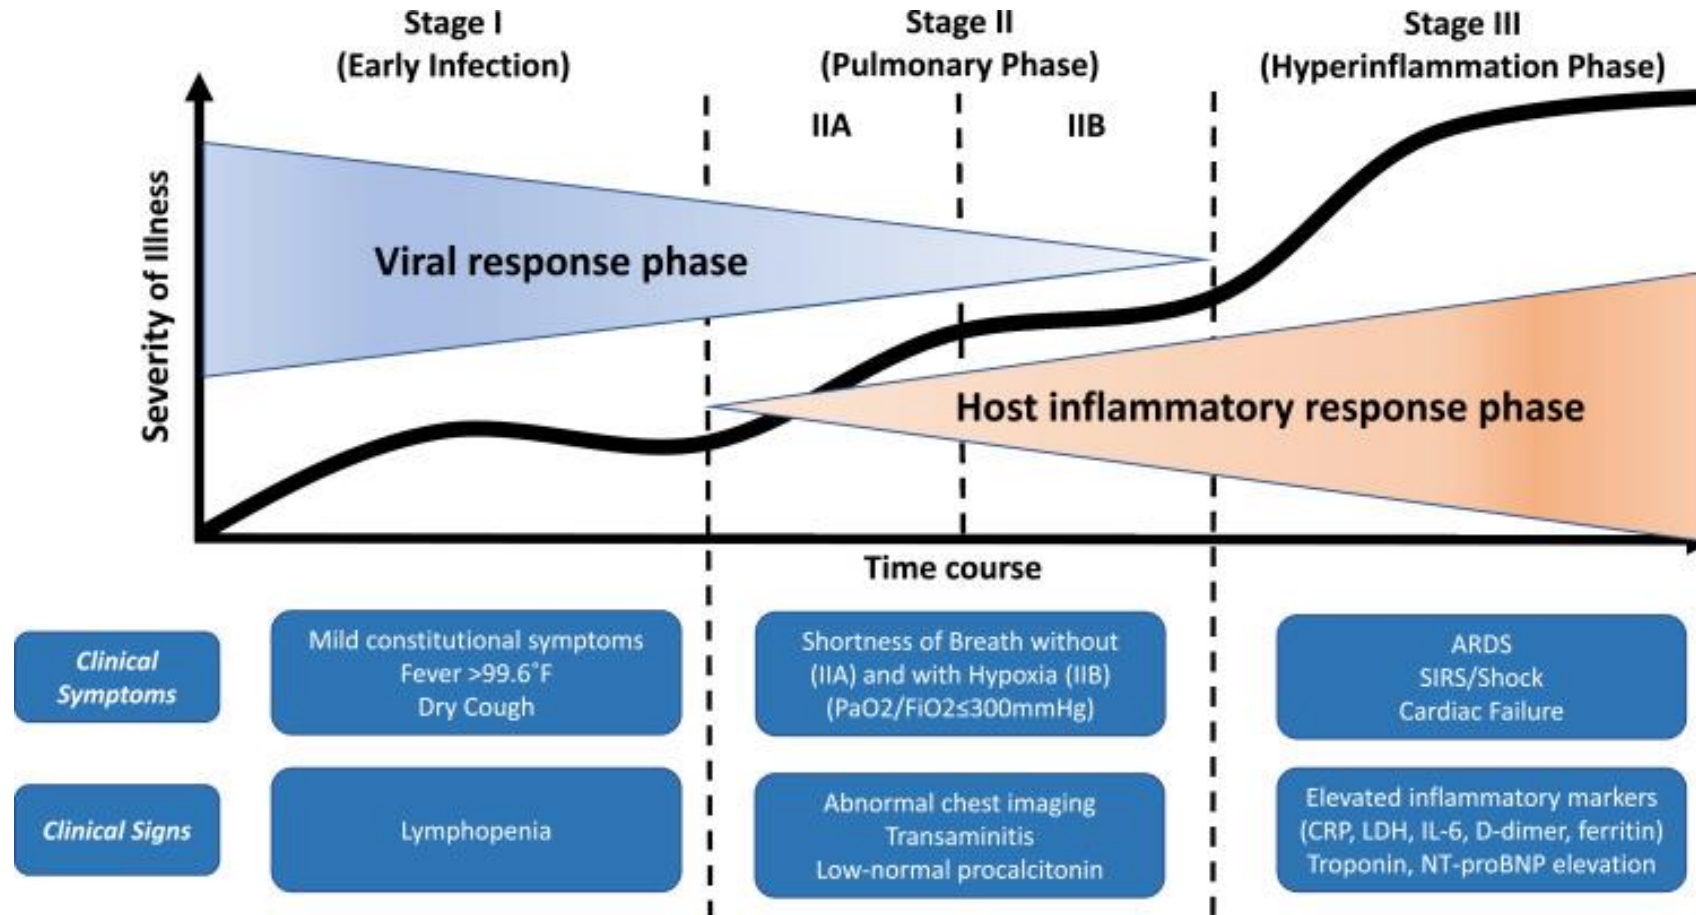 Stage I
(Early Infection)
Stage II
(Pulmonary Phase)
Stage III
(Hyperinflammation Phase)
IIA
IIB
Severity of Illness
Viral response phase
Host inflammatory response phase
Time course
Clinical
Symptoms
Mild constitutional symptoms
Fever >99.6°F
Dry Cough
Shortness of Breath without
(IIA) and with Hypoxia (IIB)
(PaO2/FiO2≤300mmHg)
ARDS
SIRS/Shock
Cardiac Failure
Clinical Signs
Lymphopenia
Abnormal chest imaging
Transaminitis
Low-normal procalcitonin
Elevated inflammatory markers
(CRP, LDH, IL-6, D-dimer, ferritin)
Troponin, NT-proBNP elevation